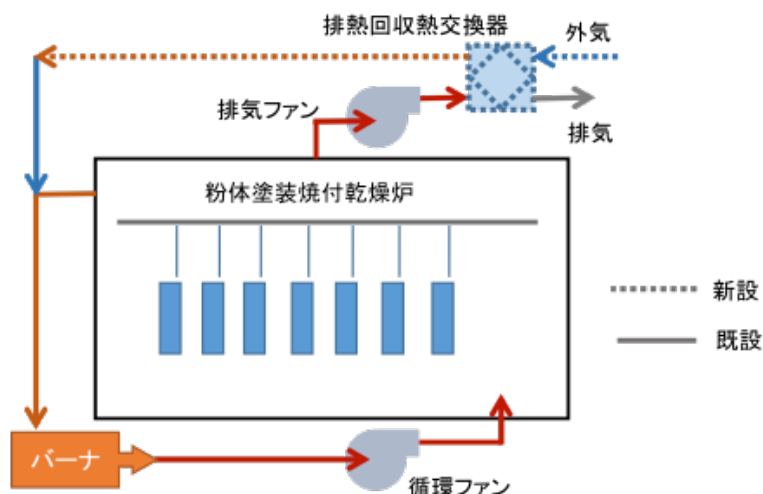 排熱回収熱交換器
外気
排気ファン
排気
粉体塗装焼付乾燥炉
新設
既設
バーナ
循環ファン